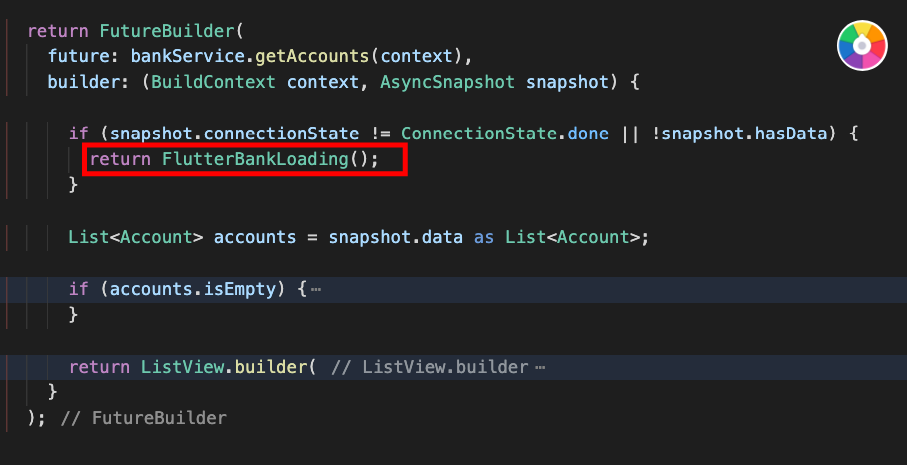 return FutureBuilder(
future: bankService.getAccounts(context),
builder: (BuildContext context, AsyncSnapshot snapshot) {
if (snapshot.connectionState != ConnectionState.done || !snapshot.hasData) {
return FlutterBankLoading();
}
List<Account> accounts = snapshot.data as List<Account>;
if (accounts.isEmpty) {⋯
}
return ListView.builder( // ListView.builder ⋯
}
); // FutureBuilder